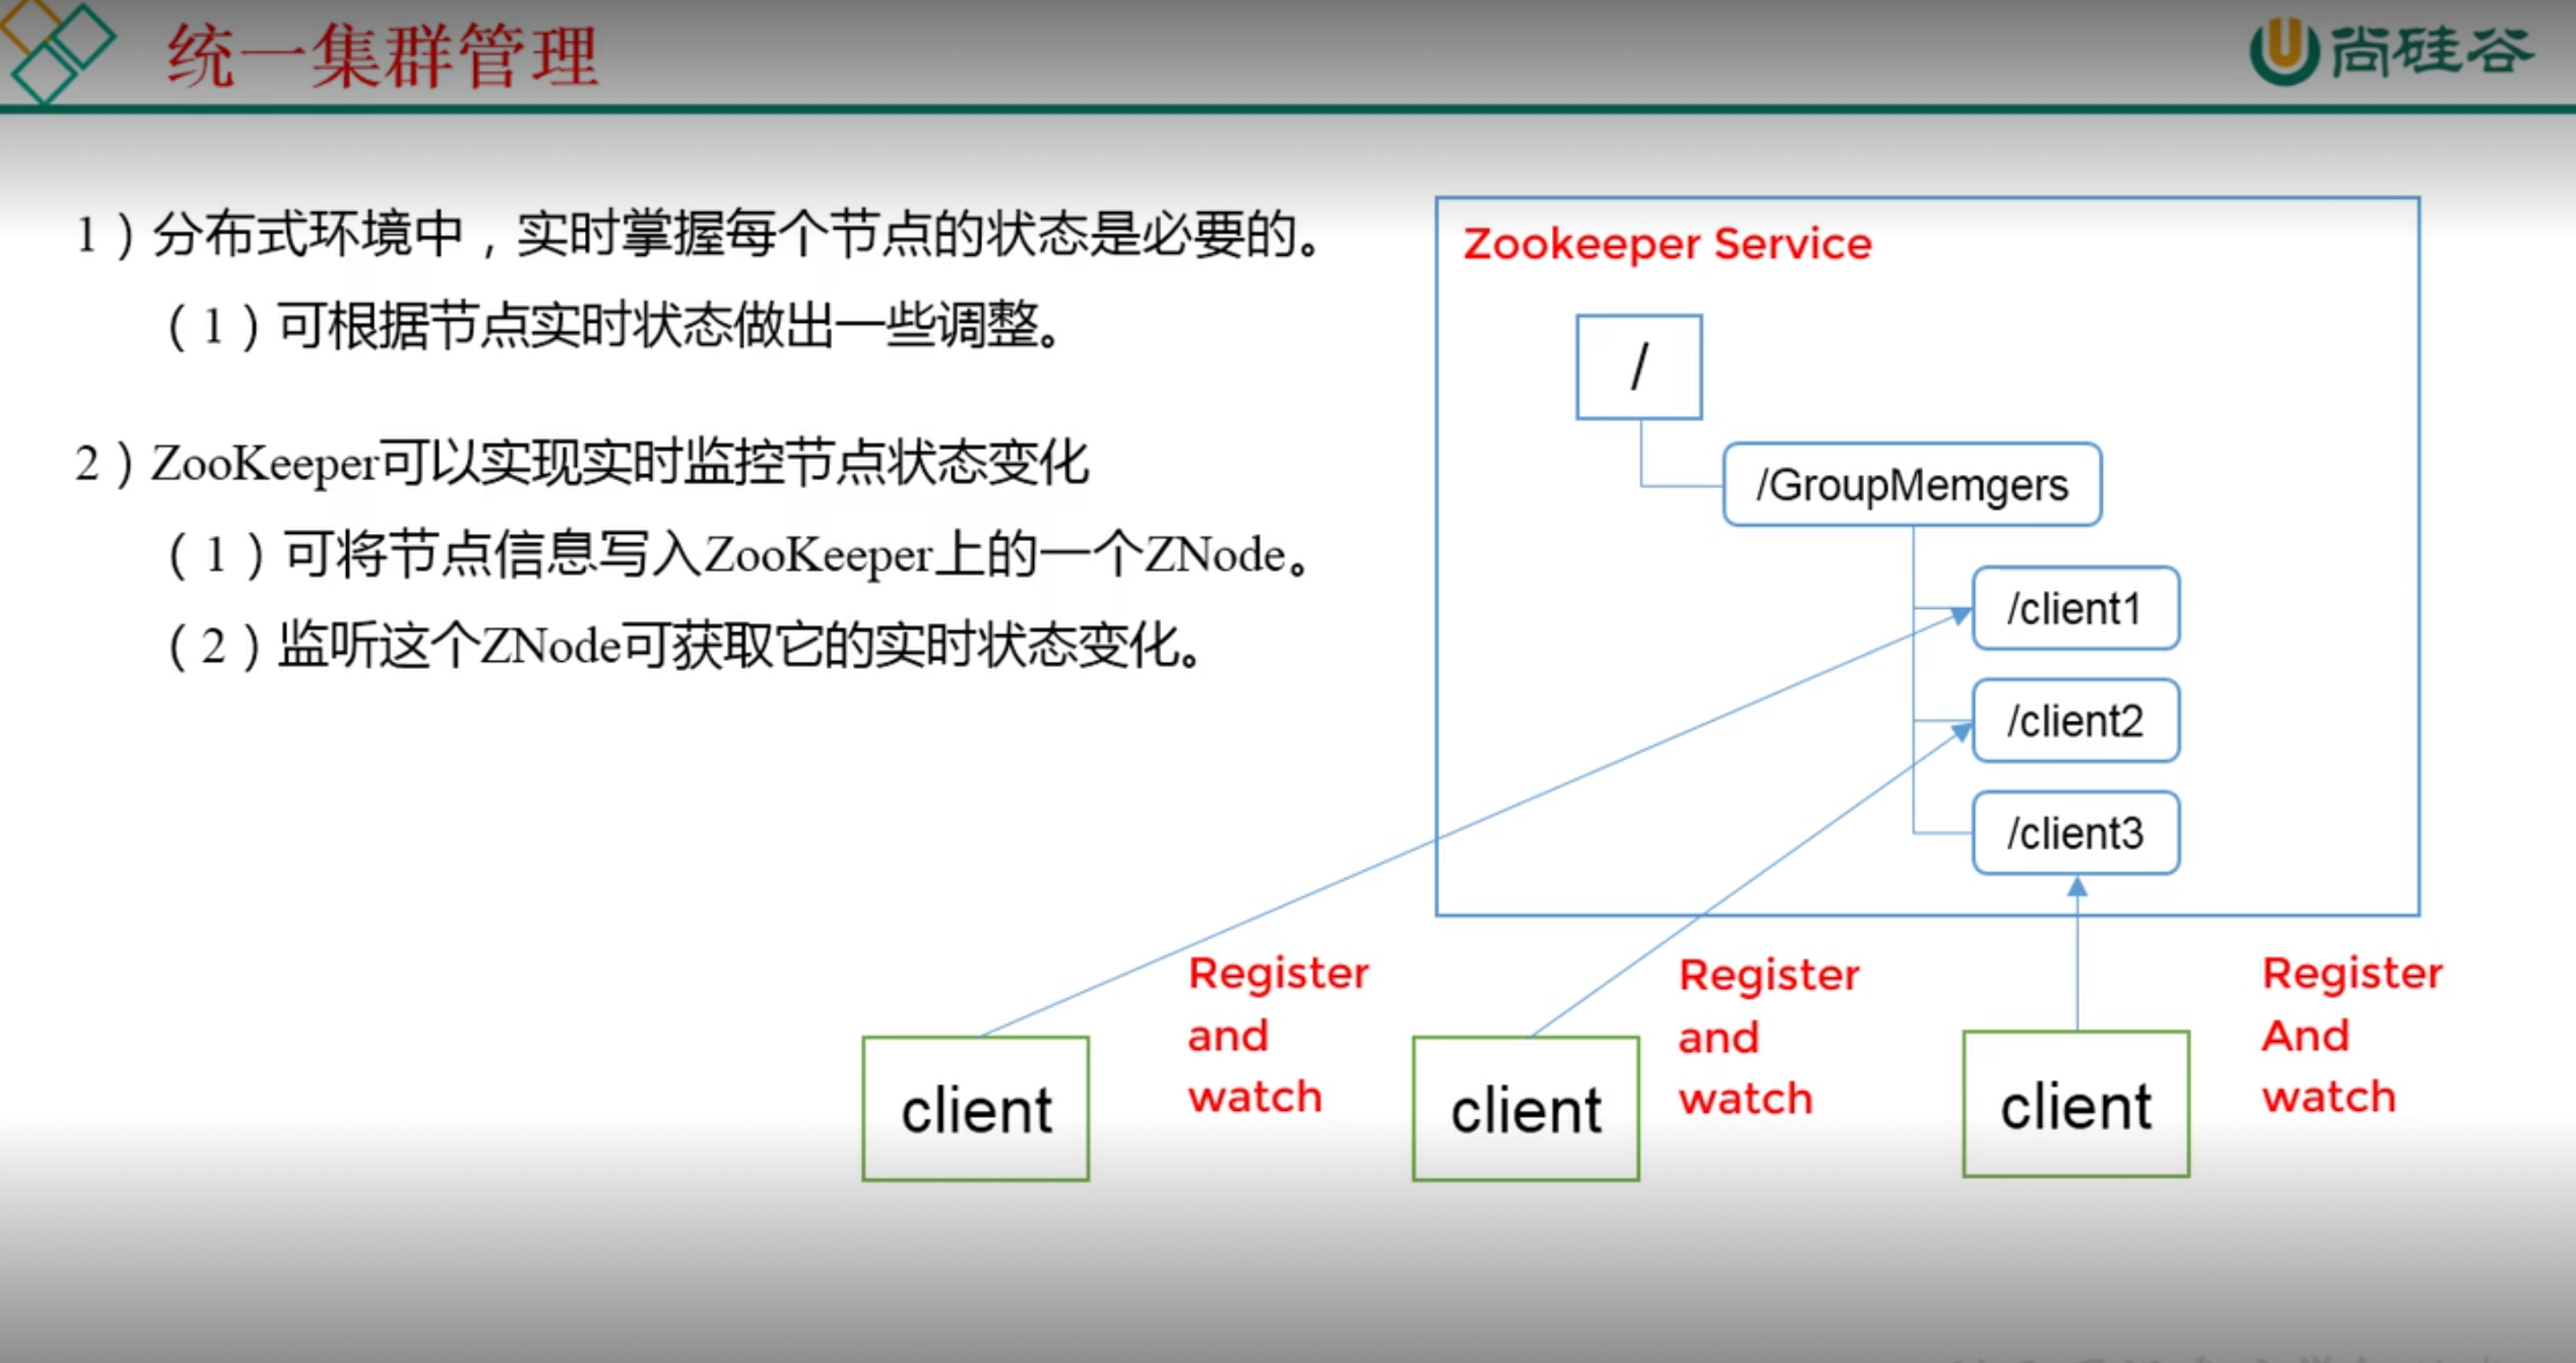 统一集群管理
尚硅谷
1）分布式环境中，实时掌握每个节点的状态是必要的。
（1）可根据节点实时状态做出一些调整。
2）ZooKeeper可以实现实时监控节点状态变化
（1）可将节点信息写入ZooKeeper上的一个ZNode。
（2）监听这个ZNode可获取它的实时状态变化。
Zookeeper Service
/
/GroupMemgers
/client1
/client2
/client3
Register
and
watch
Register
and
watch
Register
And
watch
client
client
client